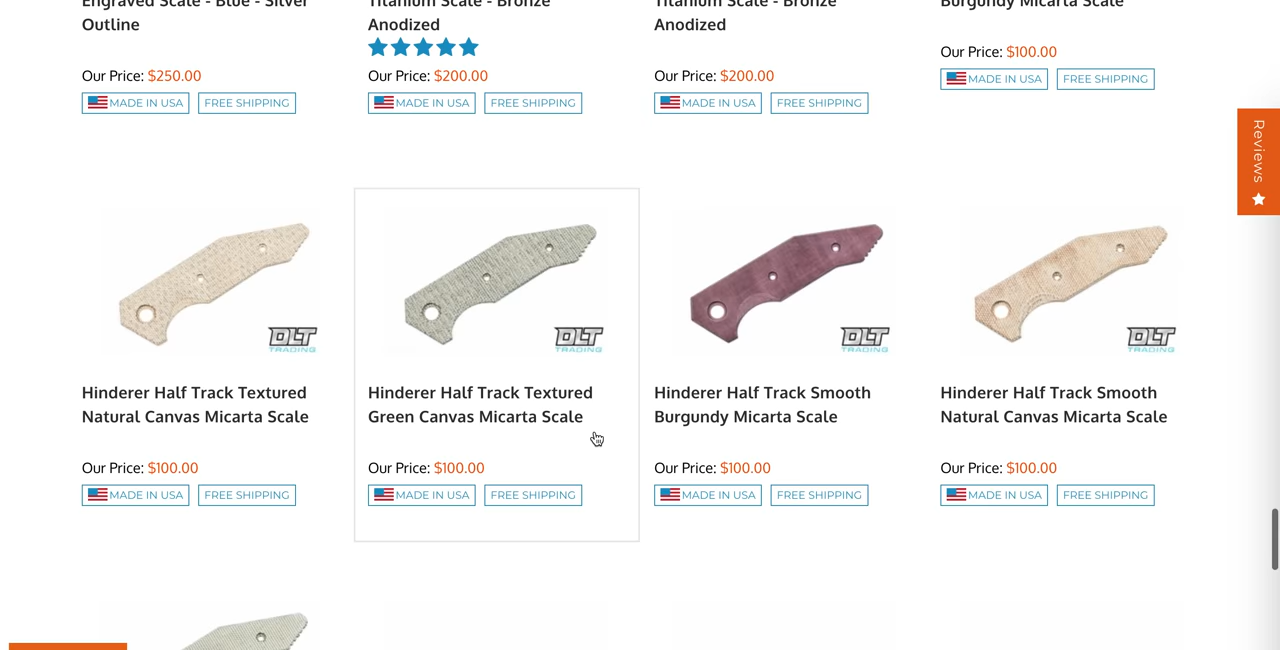 Engraved Scale - Blue - Silver
Outline
Our Price: $250.00
MADE IN USA
FREE SHIPPING
Titanium Scale - Bronze
Anodized
Our Price: $200.00
MADE IN USA
FREE SHIPPING
Titanium Scale - Bronze
Anodized
Our Price: $200.00
MADE IN USA
FREE SHIPPING
Burgundy Micarta Scale
Our Price: $100.00
MADE IN USA
FREE SHIPPING
Reviews
DLT
TRADING
Hinderer Half Track Textured
Natural Canvas Micarta Scale
Our Price: $100.00
MADE IN USA
FREE SHIPPING
DLT
TRADING
Hinderer Half Track Textured
Green Canvas Micarta Scale
Our Price: $100.00
MADE IN USA
FREE SHIPPING
DLT
TRADING
Hinderer Half Track Smooth
Burgundy Micarta Scale
Our Price: $100.00
MADE IN USA
FREE SHIPPING
DLT
TRADING
Hinderer Half Track Smooth
Natural Canvas Micarta Scale
Our Price: $100.00
MADE IN USA
FREE SHIPPING